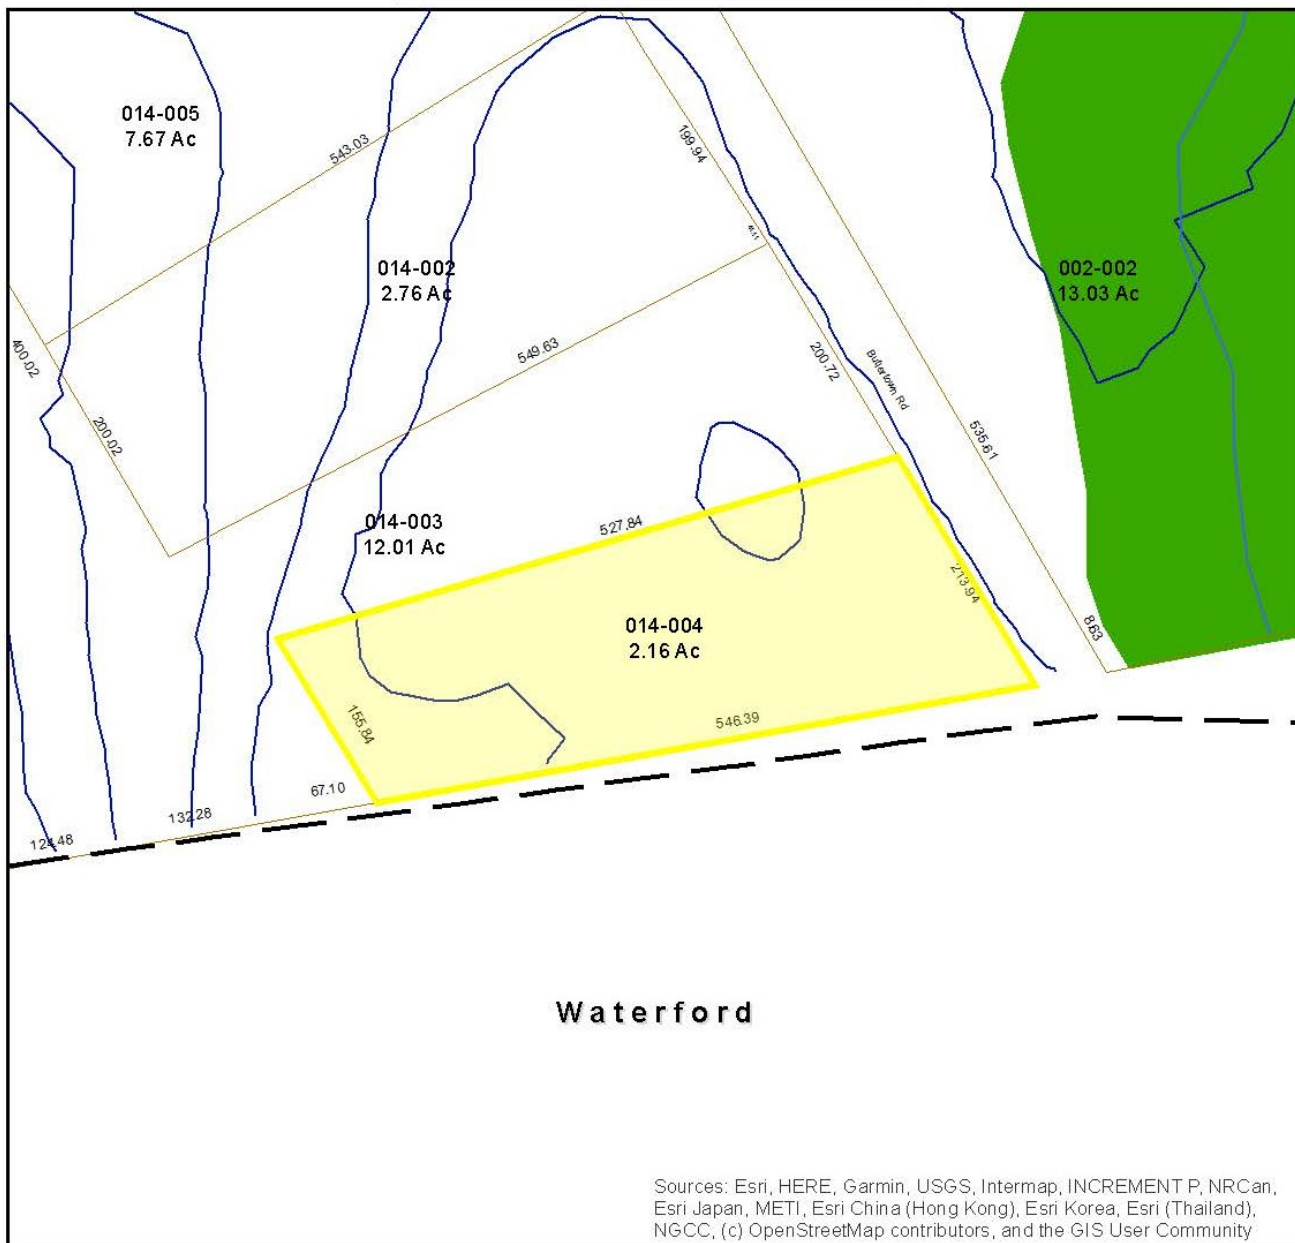 014-005
7.67 Ac
543.03
199.94
014-002
2.76 Ac
002-002
13.03 Ac
400.02
549.63
200.72
Butlertown Rd
200.02
535.61
014-003
12.01 Ac
527.84
213.94
014-004
2.16 Ac
8.63
155.84
546.39
67.10
132.28
124.48
Waterford
Sources: Esri, HERE, Garmin, USGS, Intermap, INCREMENT P, NRCan,
Esri Japan, METI, Esri China (Hong Kong), Esri Korea, Esri (Thailand),
NGCC, (c) OpenStreetMap contributors, and the GIS User Community